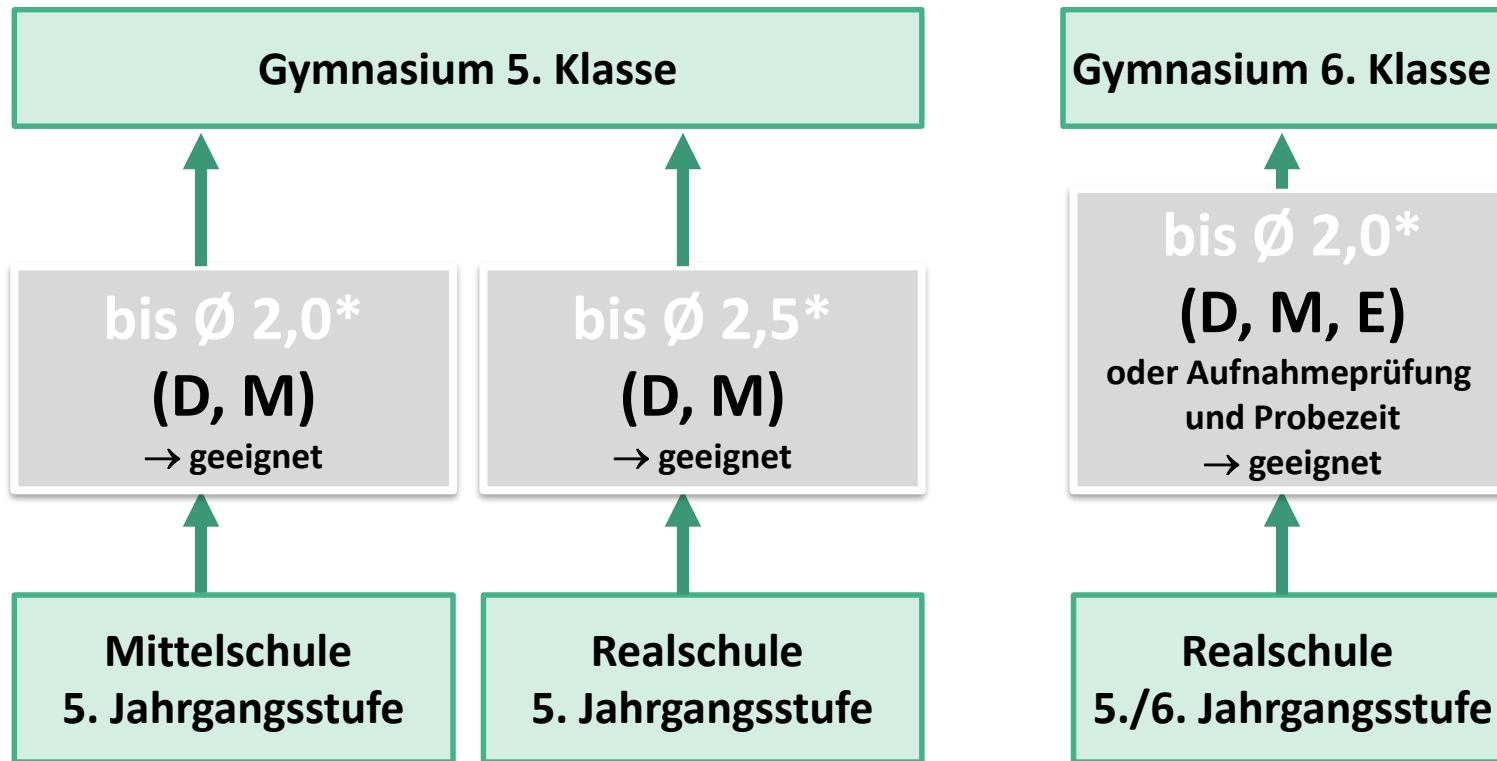 Gymnasium 5. Klasse
Gymnasium 6. Klasse
bis Ø 2,0*
(D, M)
→ geeignet
bis Ø 2,5*
(D, M)
→ geeignet
bis Ø 2,0*
(D, M, E)
oder Aufnahmeprüfung
und Probezeit
→ geeignet
Mittelschule
5. Jahrgangsstufe
Realschule
5. Jahrgangsstufe
Realschule
5./6. Jahrgangsstufe